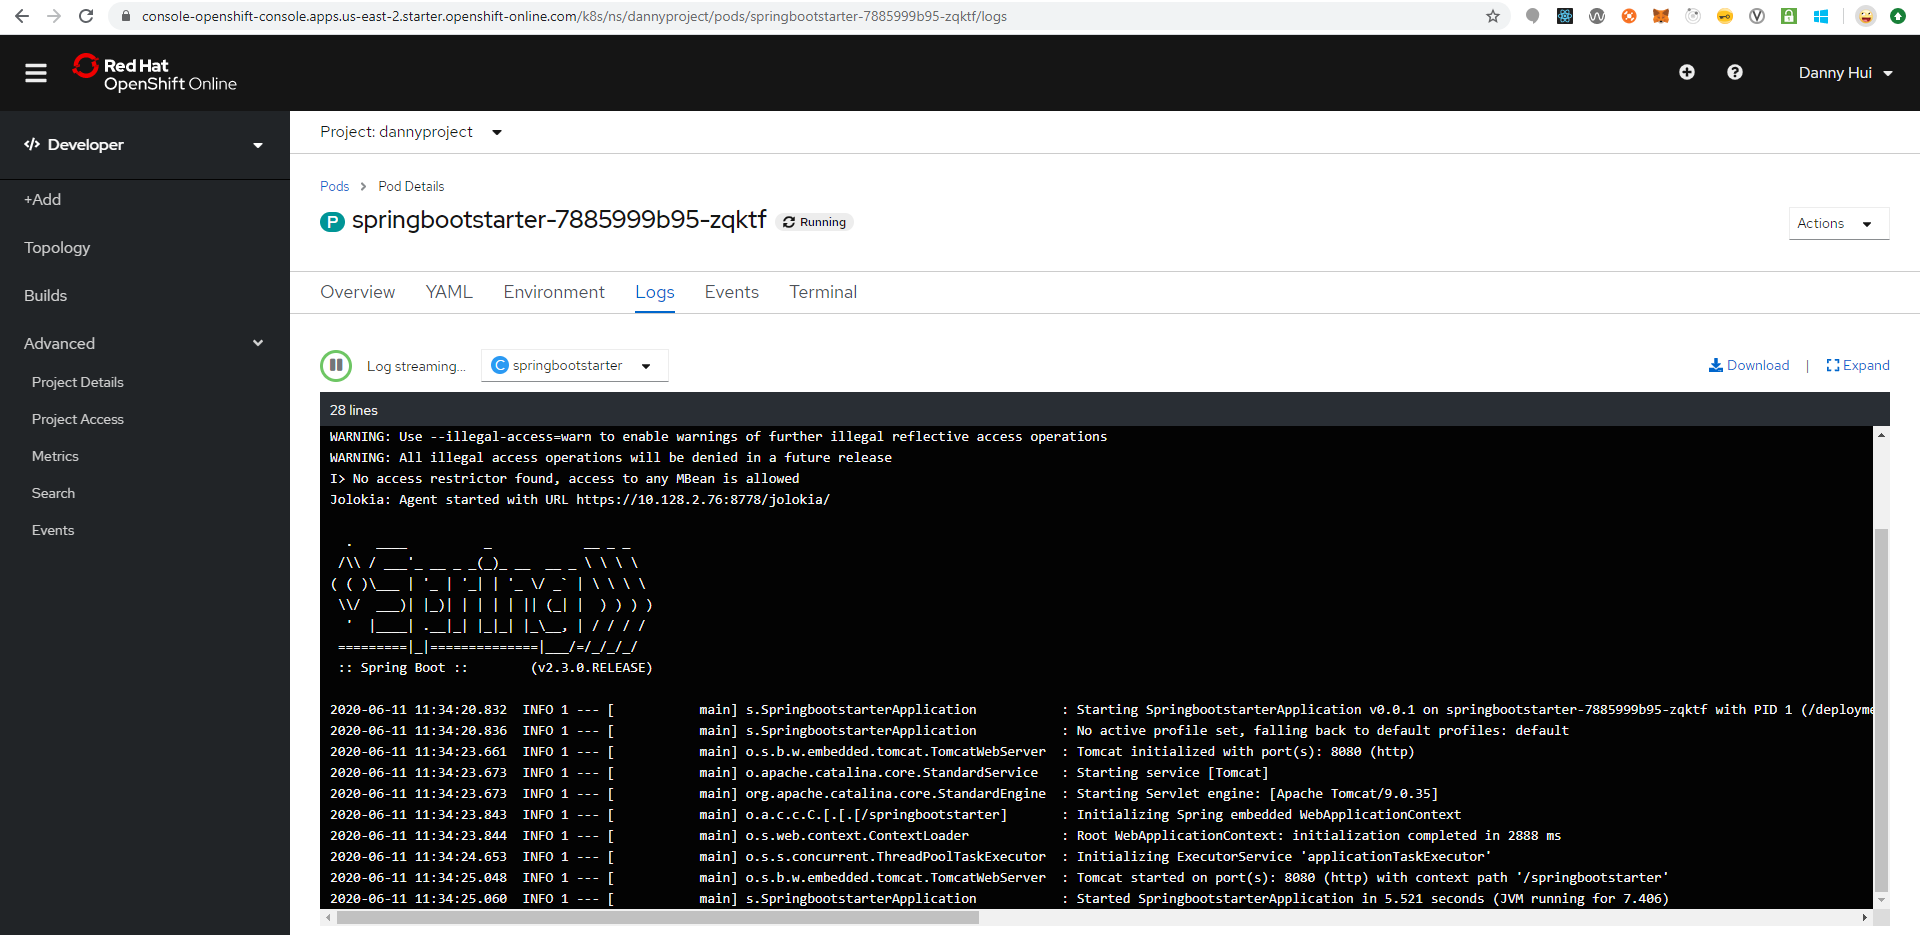 console-openshift-console.apps.us-east-2.starter.openshift-online.com/k8s/ns/dannyproject/pods/springbootstarter-7885999b95-zqktf/logs
Red Hat
OpenShift Online
Danny Hui
Developer
+Add
Topology
Builds
Advanced
Project Details
Project Access
Metrics
Search
Events
Project: dannyproject
Pods > Pod Details
P springbootstarter-7885999b95-zqktf Running
Actions
Overview YAML Environment Logs Events Terminal
Log streaming... C springbootstarter
Download | Expand
28 lines
WARNING: Use --illegal-access=warn to enable warnings of further illegal reflective access operations
WARNING: All illegal access operations will be denied in a future release
I> No access restrictor found, access to any MBean is allowed
Jolokia: Agent started with URL https://10.128.2.76:8778/jolokia/
  .   ____          _            __ _ _
 /\\ / ___'_ __ _ _(_)_ __  __ _ \ \ \ \
( ( )\___ | '_ | '_| | '_ \/ _` | \ \ \ \
 \\/  ___)| |_)| | | | | || (_| |  ) ) ) )
  '  |____| .__|_| |_|_| |_\__, | / / / /
 =========|_|==============|___/=/_/_/_/
 :: Spring Boot ::        (v2.3.0.RELEASE)
2020-06-11 11:34:20.832  INFO 1 --- [           main] s.SpringbootstarterApplication           : Starting SpringbootstarterApplication v0.0.1 on springbootstarter-7885999b95-zqktf with PID 1 (/deployme
2020-06-11 11:34:20.836  INFO 1 --- [           main] s.SpringbootstarterApplication           : No active profile set, falling back to default profiles: default
2020-06-11 11:34:23.661  INFO 1 --- [           main] o.s.b.w.embedded.tomcat.TomcatWebServer  : Tomcat initialized with port(s): 8080 (http)
2020-06-11 11:34:23.673  INFO 1 --- [           main] o.apache.catalina.core.StandardService   : Starting service [Tomcat]
2020-06-11 11:34:23.673  INFO 1 --- [           main] org.apache.catalina.core.StandardEngine  : Starting Servlet engine: [Apache Tomcat/9.0.35]
2020-06-11 11:34:23.843  INFO 1 --- [           main] o.a.c.c.C.[.[.[/springbootstarter]       : Initializing Spring embedded WebApplicationContext
2020-06-11 11:34:23.844  INFO 1 --- [           main] o.s.web.context.ContextLoader            : Root WebApplicationContext: initialization completed in 2888 ms
2020-06-11 11:34:24.653  INFO 1 --- [           main] o.s.s.concurrent.ThreadPoolTaskExecutor  : Initializing ExecutorService 'applicationTaskExecutor'
2020-06-11 11:34:25.048  INFO 1 --- [           main] o.s.b.w.embedded.tomcat.TomcatWebServer  : Tomcat started on port(s): 8080 (http) with context path '/springbootstarter'
2020-06-11 11:34:25.060  INFO 1 --- [           main] s.SpringbootstarterApplication           : Started SpringbootstarterApplication in 5.521 seconds (JVM running for 7.406)